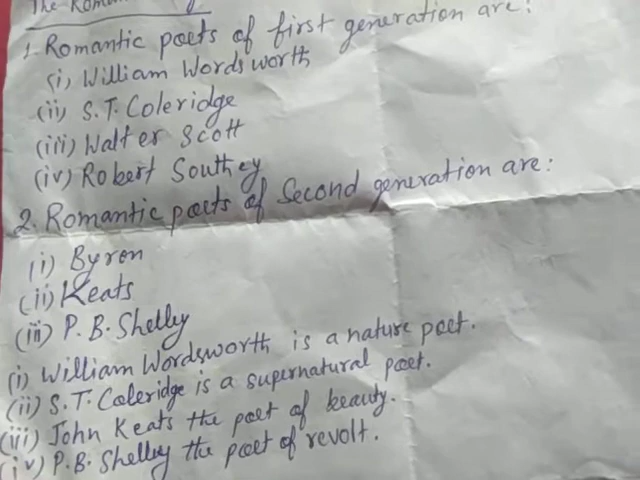 The
1. Romantic poets of first generation are:
(i) William Wordsworth
(ii) S.T. Coleridge
(iii) Walter Scott
(iv) Robert Southey
2. Romantic poets of Second generation are:
(i) Byron
(ii) Keats
(iii) P.B. Shelly
(i) William Wordsworth is a nature poet.
(ii) S.T. Coleridge is a supernatural poet.
(iii) John Keats the poet of beauty.
(iv) P.B. Shelley the poet of revolt.